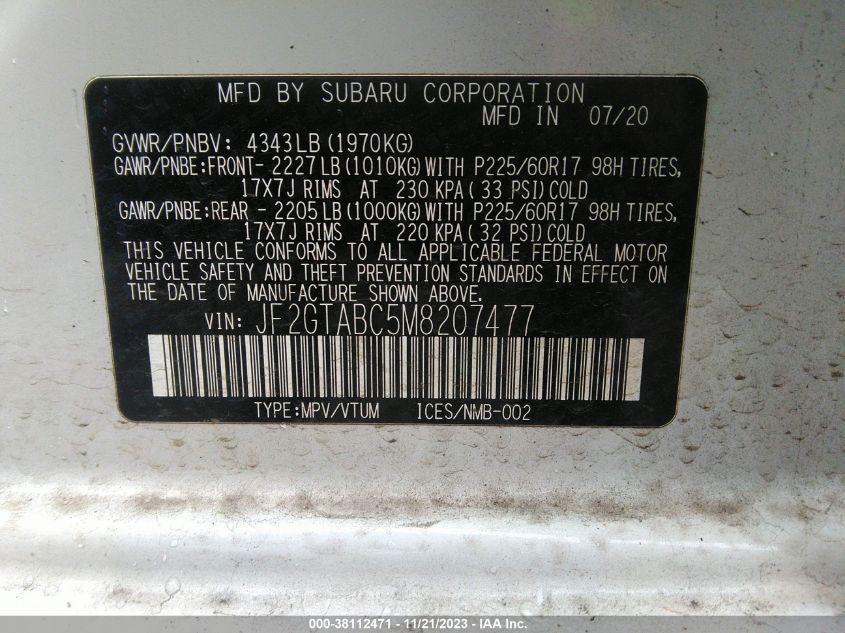 MFD BY SUBARU CORPORATION
MFD IN 07/20
GVWR/PNBV: 4343LB (1970KG)
GAWR/PNBE:FRONT- 2227LB (1010KG) WITH P225/60R17 98H TIRES,
17X7J RIMS AT 230 KPA ( 33 PSI) COLD
GAWR/PNBE:REAR - 2205LB (1000KG) WITH P225/60R17 98H TIRES,
17X7J RIMS AT 220 KPA ( 32 PSI) COLD
THIS VEHICLE CONFORMS TO ALL APPLICABLE FEDERAL MOTOR
VEHICLE SAFETY AND THEFT PREVENTION STANDARDS IN EFFECT ON
THE DATE OF MANUFACTURE SHOWN ABOVE.
VIN: JF2GTABC5M8207477
TYPE:MPV/VTUM ICES/NMB-002
000-38112471 - 11/21/2023 - IAA Inc.